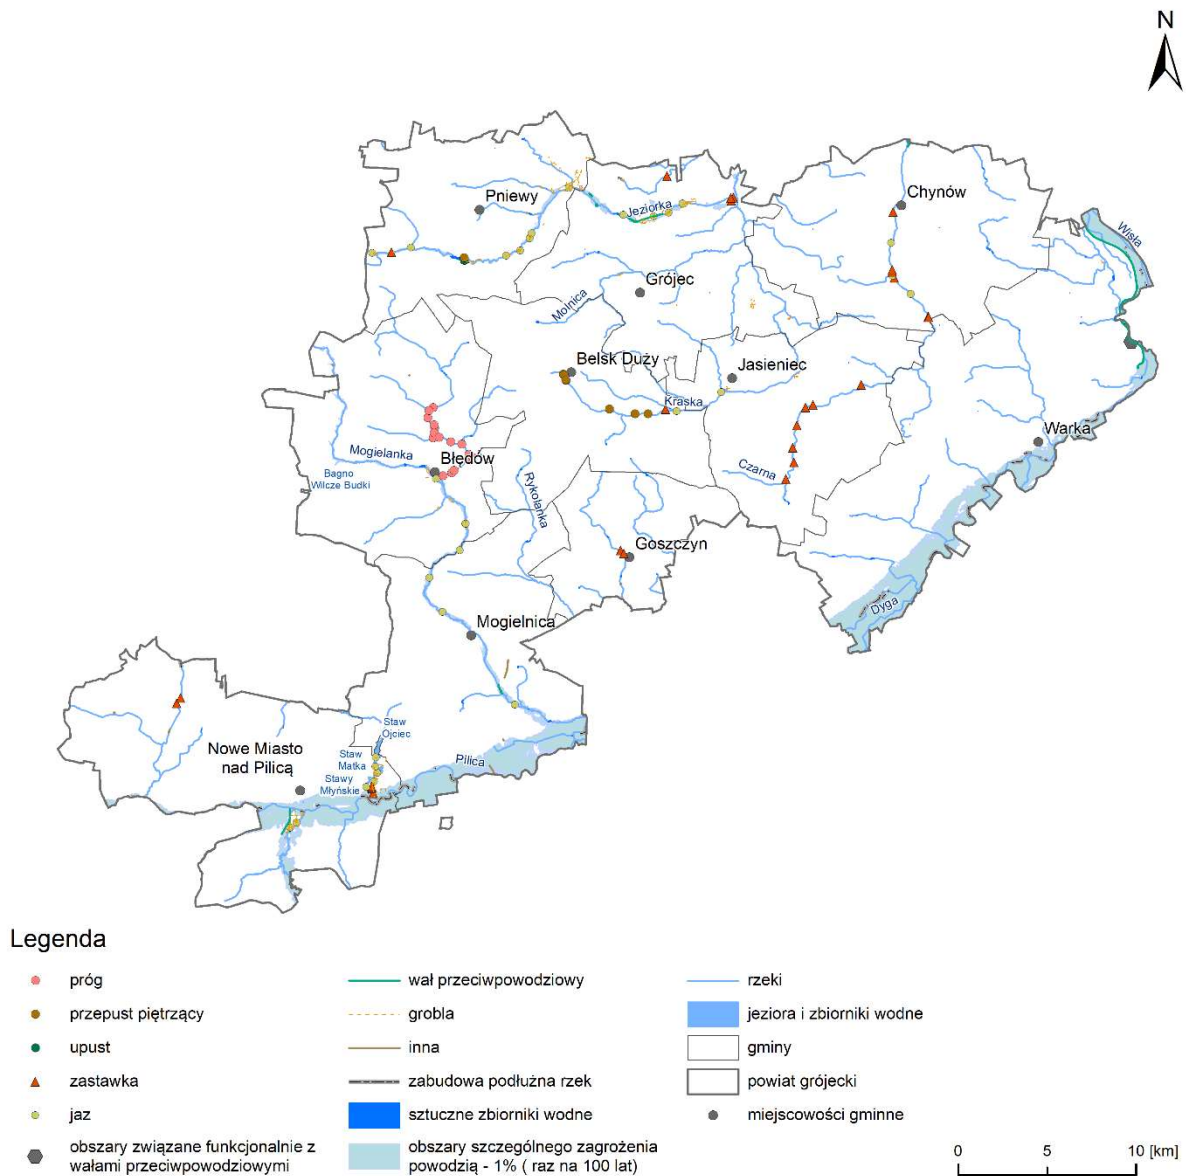 N
Pniewy
Jeziorka
Chynów
Wisła
Grójec
Molnica
Belsk Duży
Jasieniec
Kraska
Warka
Mogielanka
Błędów
Bagno
Wilcze Budki
Rykolanka
Czarna
Goszczyn
Dyga
Mogielnica
Staw
Ojciec
Nowe Miasto
nad Pilicą
Staw
Matka
Stawy
Młyńskie
Pilica
Legenda
próg
przepust piętrzący
upust
zastawka
jaz
obszary związane funkcjonalnie z
wałami przeciwpowodziowymi
wał przeciwpowodziowy
grobla
inna
zabudowa podłużna rzek
sztuczne zbiorniki wodne
obszary szczególnego zagrożenia
powodzią - 1% ( raz na 100 lat)
rzeki
jeziora i zbiorniki wodne
gminy
powiat grójecki
miejscowości gminne
0 5 10 [km]